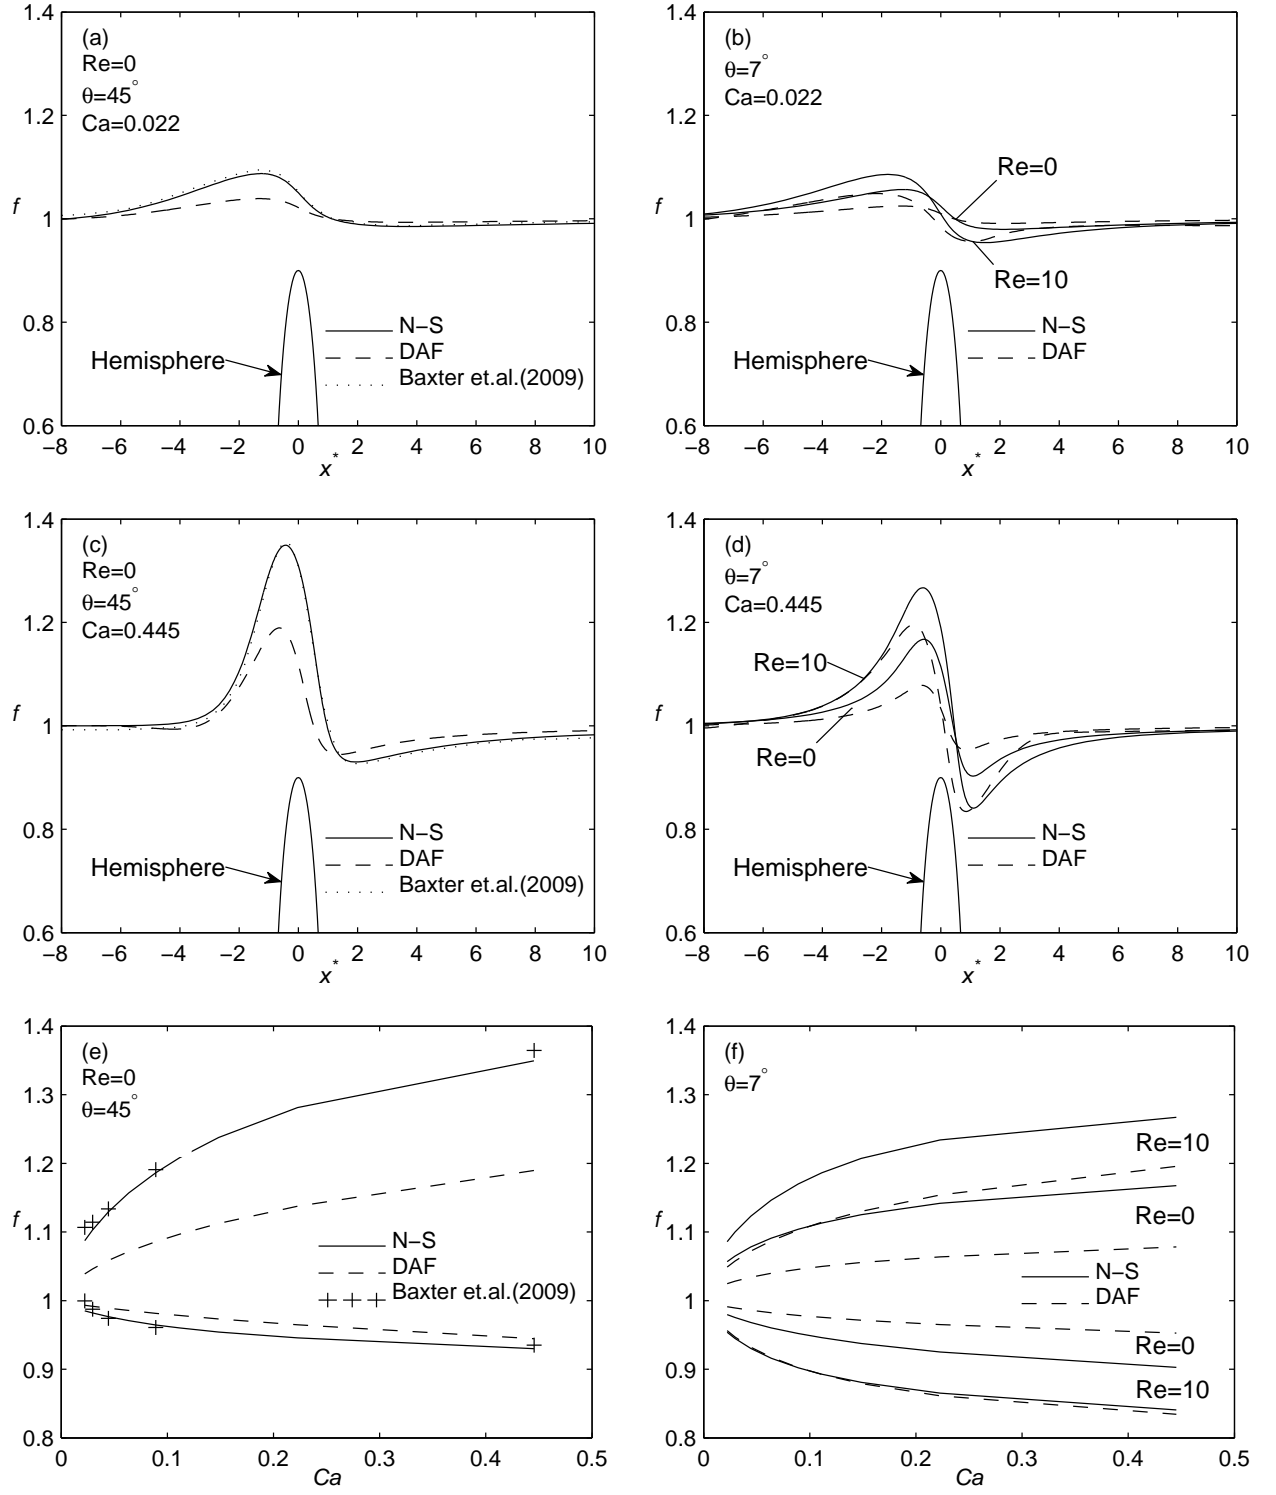 (a)
Re=0
θ=45°
Ca=0.022
1.4
1.2
1
0.8
0.6
f
Hemisphere
N−S
DAF
Baxter et.al.(2009)
−8 −6 −4 −2 0 2 4 6 8 10
x*
(b)
θ=7°
Ca=0.022
1.4
1.2
1
0.8
0.6
f
Re=0
Re=10
Hemisphere
N−S
DAF
−8 −6 −4 −2 0 2 4 6 8 10
x*
(c)
Re=0
θ=45°
Ca=0.445
1.4
1.2
1
0.8
0.6
f
Hemisphere
N−S
DAF
Baxter et.al.(2009)
−8 −6 −4 −2 0 2 4 6 8 10
x*
(d)
θ=7°
Ca=0.445
1.4
1.2
1
0.8
0.6
f
Re=10
Re=0
Hemisphere
N−S
DAF
−8 −6 −4 −2 0 2 4 6 8 10
x*
(e)
Re=0
θ=45°
1.4
1.3
1.2
1.1
1
0.9
0.8
f
N−S
DAF
Baxter et.al.(2009)
0 0.1 0.2 0.3 0.4 0.5
Ca
(f)
θ=7°
1.4
1.3
1.2
1.1
1
0.9
0.8
f
Re=10
Re=0
N−S
DAF
Re=0
Re=10
0 0.1 0.2 0.3 0.4 0.5
Ca